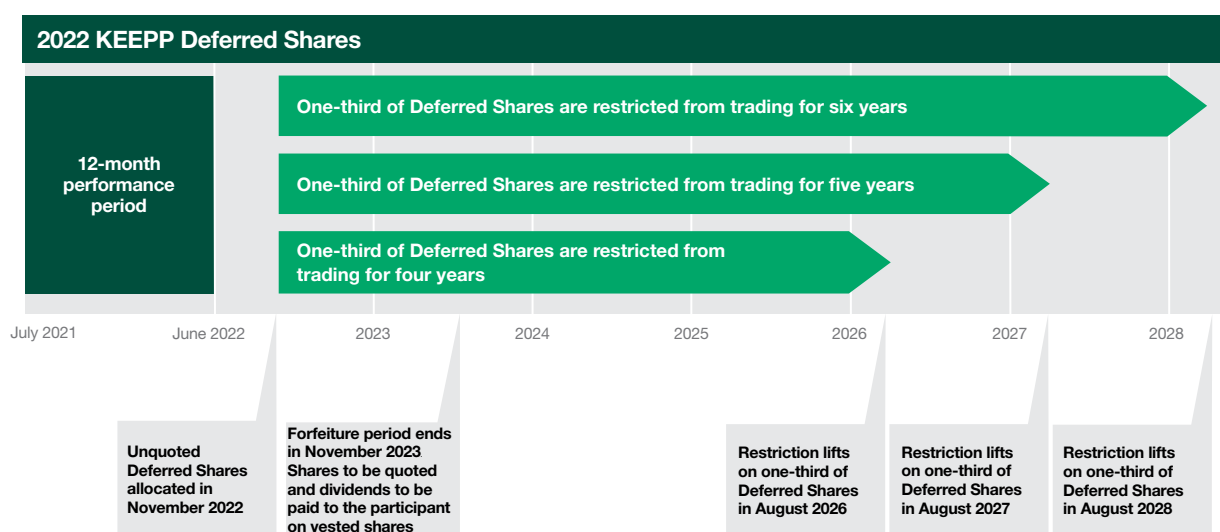 2022 KEEPP Deferred Shares
12-month
performance
period
One-third of Deferred Shares are restricted from trading for six years
One-third of Deferred Shares are restricted from trading for five years
One-third of Deferred Shares are restricted from
trading for four years
July 2021
June 2022
2023
2024
2025
2026
2027
2028
Unquoted
Deferred Shares
allocated in
November 2022
Forfeiture period ends
in November 2023.
Shares to be quoted
and dividends to be
paid to the participant
on vested shares
Restriction lifts
on one-third of
Deferred Shares
in August 2026
Restriction lifts
on one-third of
Deferred Shares
in August 2027
Restriction lifts
on one-third of
Deferred Shares
in August 2028